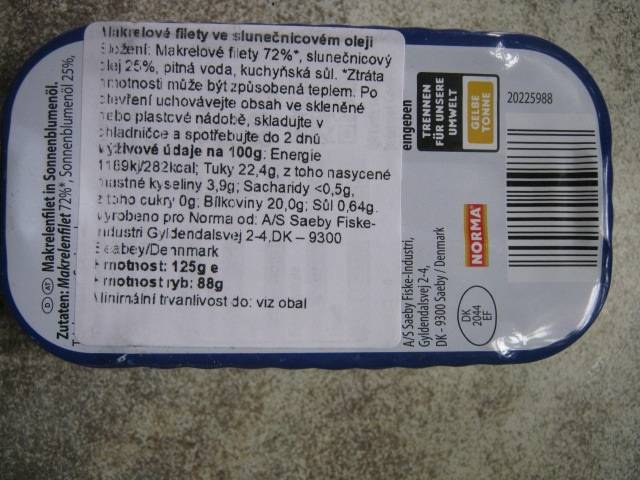 Makrelové filety ve slunečnicovém oleji
Složení: Makrelové filety 72%*, slunečnicový
olej 25%, pitná voda, kuchyňská sůl. *Ztráta
hmotnosti může být způsobená teplem. Po
otevření uchovávejte obsah ve skleněné
nebo plastové nádobě, skladujte v
chladničce a spotřebujte do 2 dnů
Výživové údaje na 100g: Energie
1169kj/282kcal; Tuky 22,4g, z toho nasycené
mastné kyseliny 3,9g; Sacharidy <0,5g,
z toho cukry 0g; Bílkoviny 20,0g; Sůl 0,64g.
Vyrobeno pro Norma od: A/S Saeby Fiske-
industri Gyldendalsvej 2-4,DK – 9300
/Dennmark
Hmotnost: 125g e
Hmotnost ryb: 88g
Minimální trvanlivost do: viz obal
D AT Makrelenfilet in Sonnenblumenöl.
Zutaten: Makrelenfilet 72%*, Sonnenblumenöl 25%,
eingeben
TRENNEN
FÜR UNSERE
UMWELT
GELBE
TONNE
20225988
NORMA
A/S Saeby Fiske-Industri,
Gyldendalsvej 2-4,
DK - 9300 Saeby / Denmark
DK
2044
EF